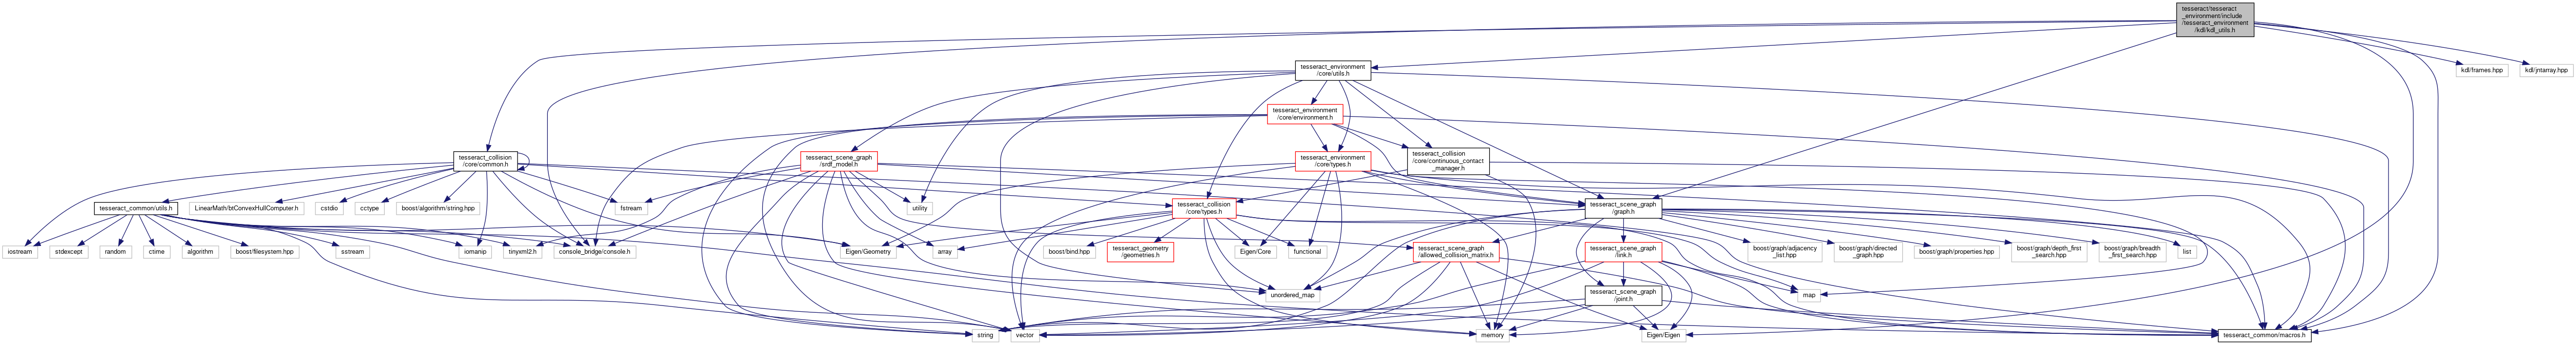 tesseract/tesseract
_environment/include
/tesseract_environment
/kdl/kdl_utils.h
tesseract_environment
/core/utils.h
kdl/frames.hpp
kdl/jntarray.hpp
tesseract_environment
/core/environment.h
tesseract_collision
/core/common.h
tesseract_scene_graph
/srdf_model.h
tesseract_environment
/core/types.h
tesseract_collision
/core/continuous_contact
_manager.h
tesseract_common/utils.h
LinearMath/btConvexHullComputer.h
cstdio
cctype
boost/algorithm/string.hpp
fstream
utility
tesseract_collision
/core/types.h
tesseract_scene_graph
/graph.h
iostream
stdexcept
random
ctime
algorithm
boost/filesystem.hpp
sstream
iomanip
tinyxml2.h
console_bridge/console.h
Eigen/Geometry
array
boost/bind.hpp
tesseract_geometry
/geometries.h
Eigen/Core
functional
tesseract_scene_graph
/allowed_collision_matrix.h
tesseract_scene_graph
/link.h
boost/graph/adjacency
_list.hpp
boost/graph/directed
_graph.hpp
boost/graph/properties.hpp
boost/graph/depth_first
_search.hpp
boost/graph/breadth
_first_search.hpp
list
unordered_map
tesseract_scene_graph
/joint.h
map
string
vector
memory
Eigen/Eigen
tesseract_common/macros.h